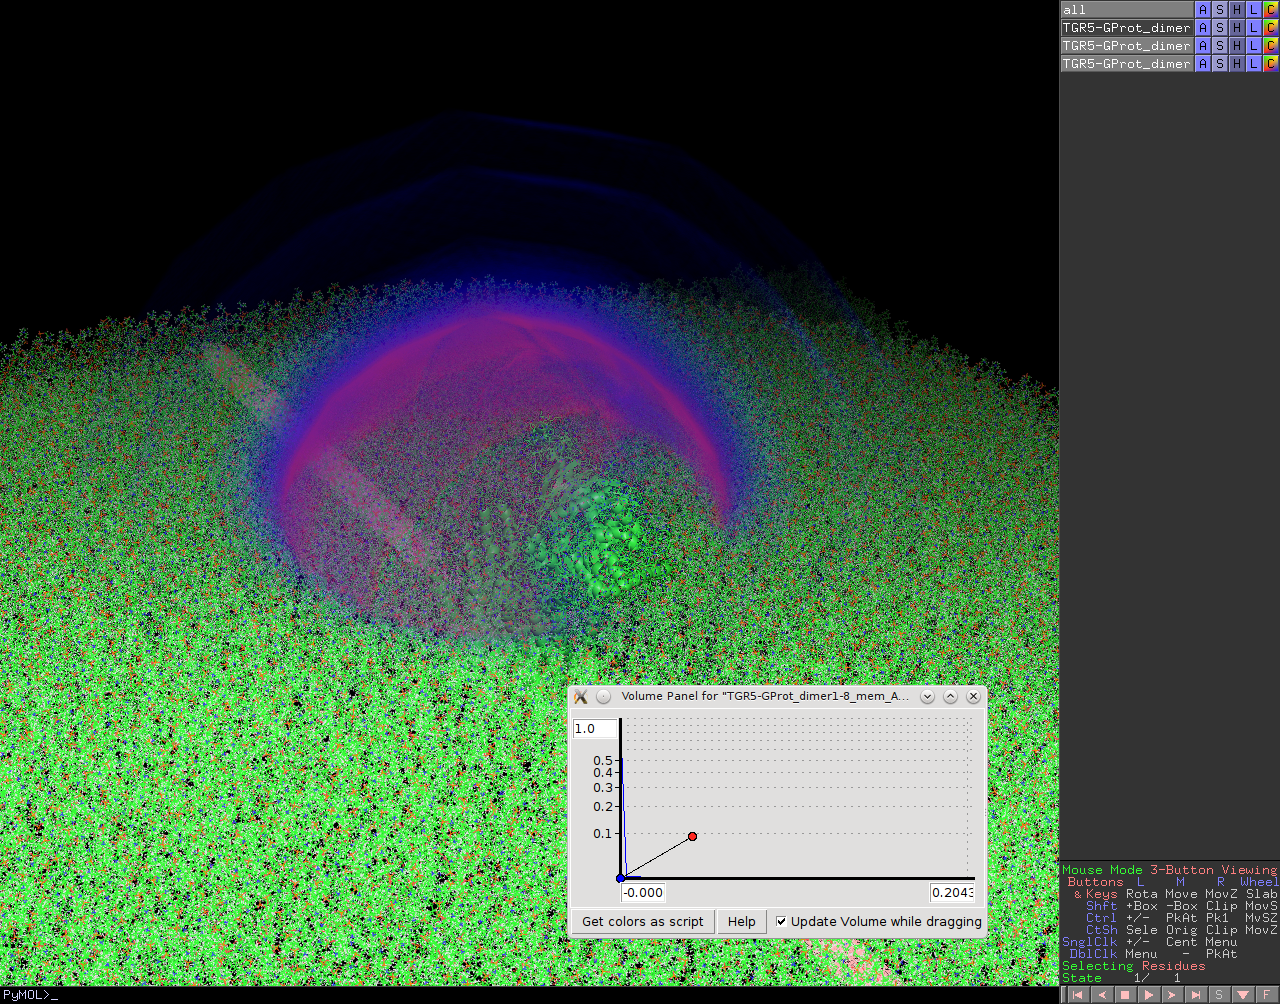 all A S H L C
TGR5-GProt_dimer A S H L C
TGR5-GProt_dimer A S H L C
TGR5-GProt_dimer A S H L C
Volume Panel for "TGR5-GProt_dimer1-8_mem_A...
1.0
0.5
0.4
0.3
0.2
0.1
-0.000 0.2043
Get colors as script Help Update Volume while dragging
Mouse Mode 3-Button Viewing
Buttons L M R Wheel
& Keys Rota Move MovZ Slab
Shft +Box -Box Clip MovS
Ctrl +/- PkAt Pk1 MvSZ
CtSh Sele Orig Clip MovZ
SnglClk +/- Cent Menu
DblClk Menu - PkAt
Selecting Residues
State 1/ 1
PyMOL>_ S F